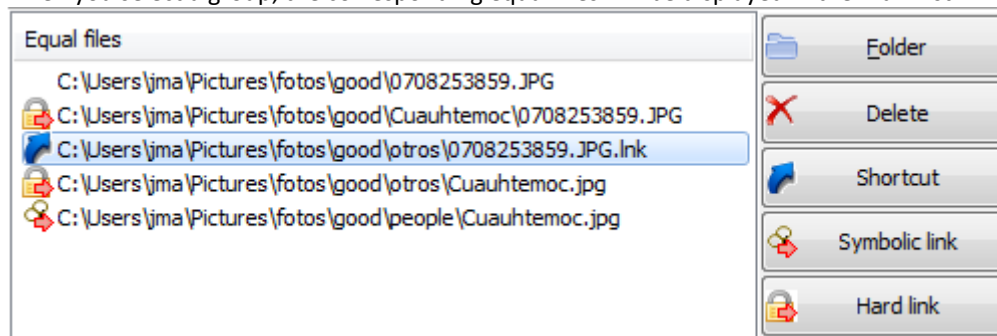 Equal files
Folder
C:\Users\jma\Pictures\fotos\good\0708253859.JPG
C:\Users\jma\Pictures\fotos\good\Cuauhtemoc\0708253859.JPG
Delete
C:\Users\jma\Pictures\fotos\good\otros\0708253859.JPG.lnk
Shortcut
C:\Users\jma\Pictures\fotos\good\otros\Cuauhtemoc.jpg
C:\Users\jma\Pictures\fotos\good\people\Cuauhtemoc.jpg
Symbolic link
Hard link